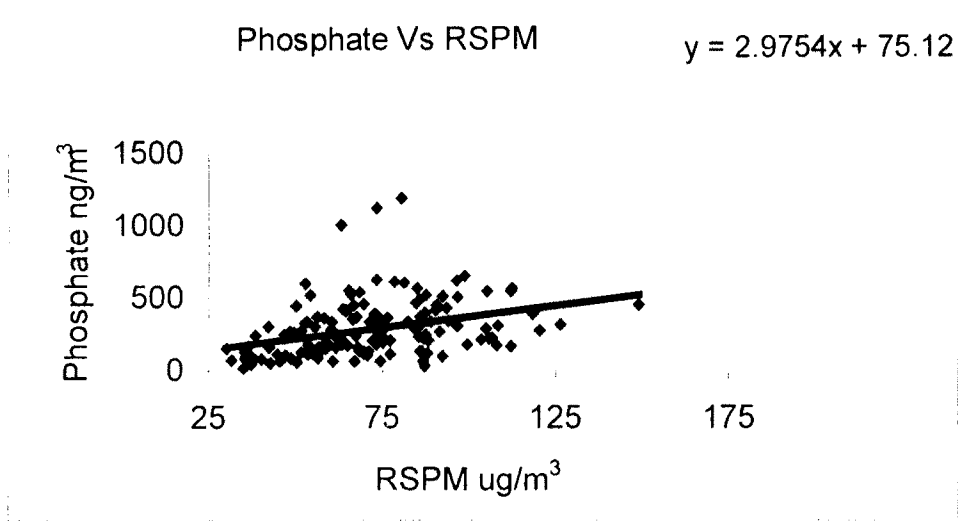 Phosphate Vs RSPM
y = 2.9754x + 75.12
Phosphate ng/m³
1500
1000
500
0
25 75 125 175
RSPM ug/m³